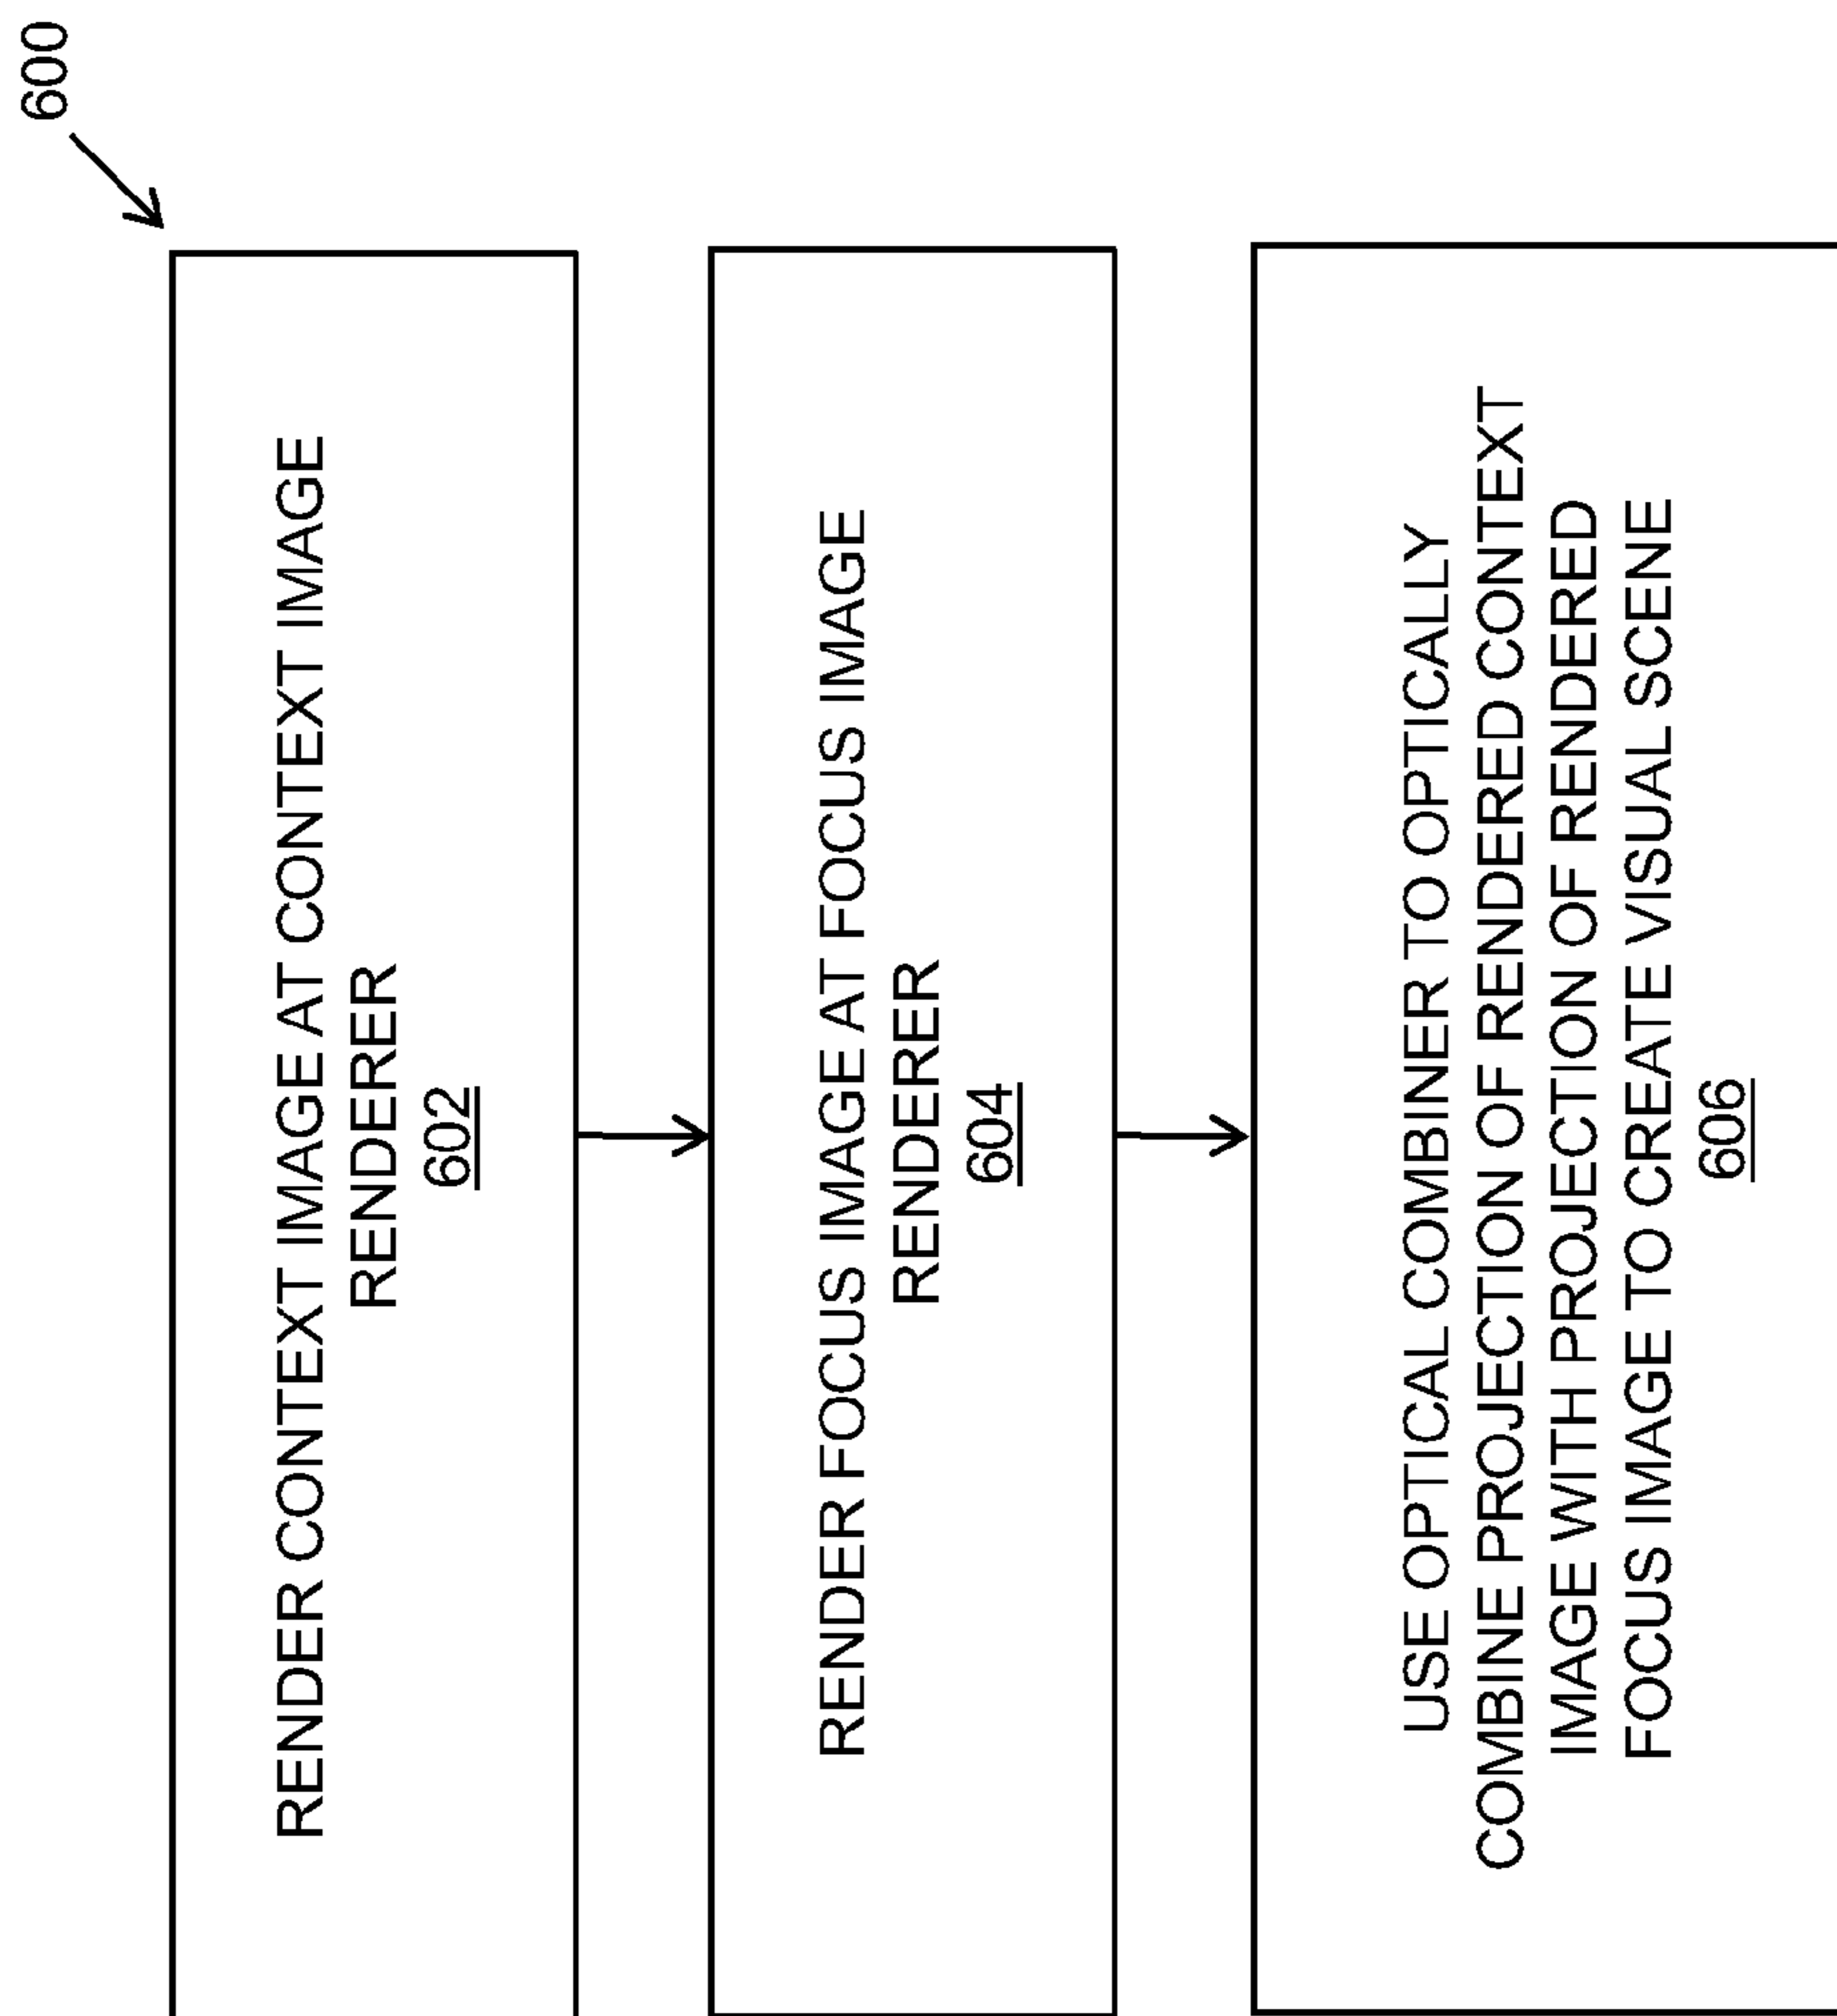 600
RENDER CONTEXT IMAGE AT CONTEXT IMAGE
RENDERER
602
RENDER FOCUS IMAGE AT FOCUS IMAGE
RENDERER
604
USE OPTICAL COMBINER TO OPTICALLY
COMBINE PROJECTION OF RENDERED CONTEXT
IMAGE WITH PROJECTION OF RENDERED
FOCUS IMAGE TO CREATE VISUAL SCENE
606